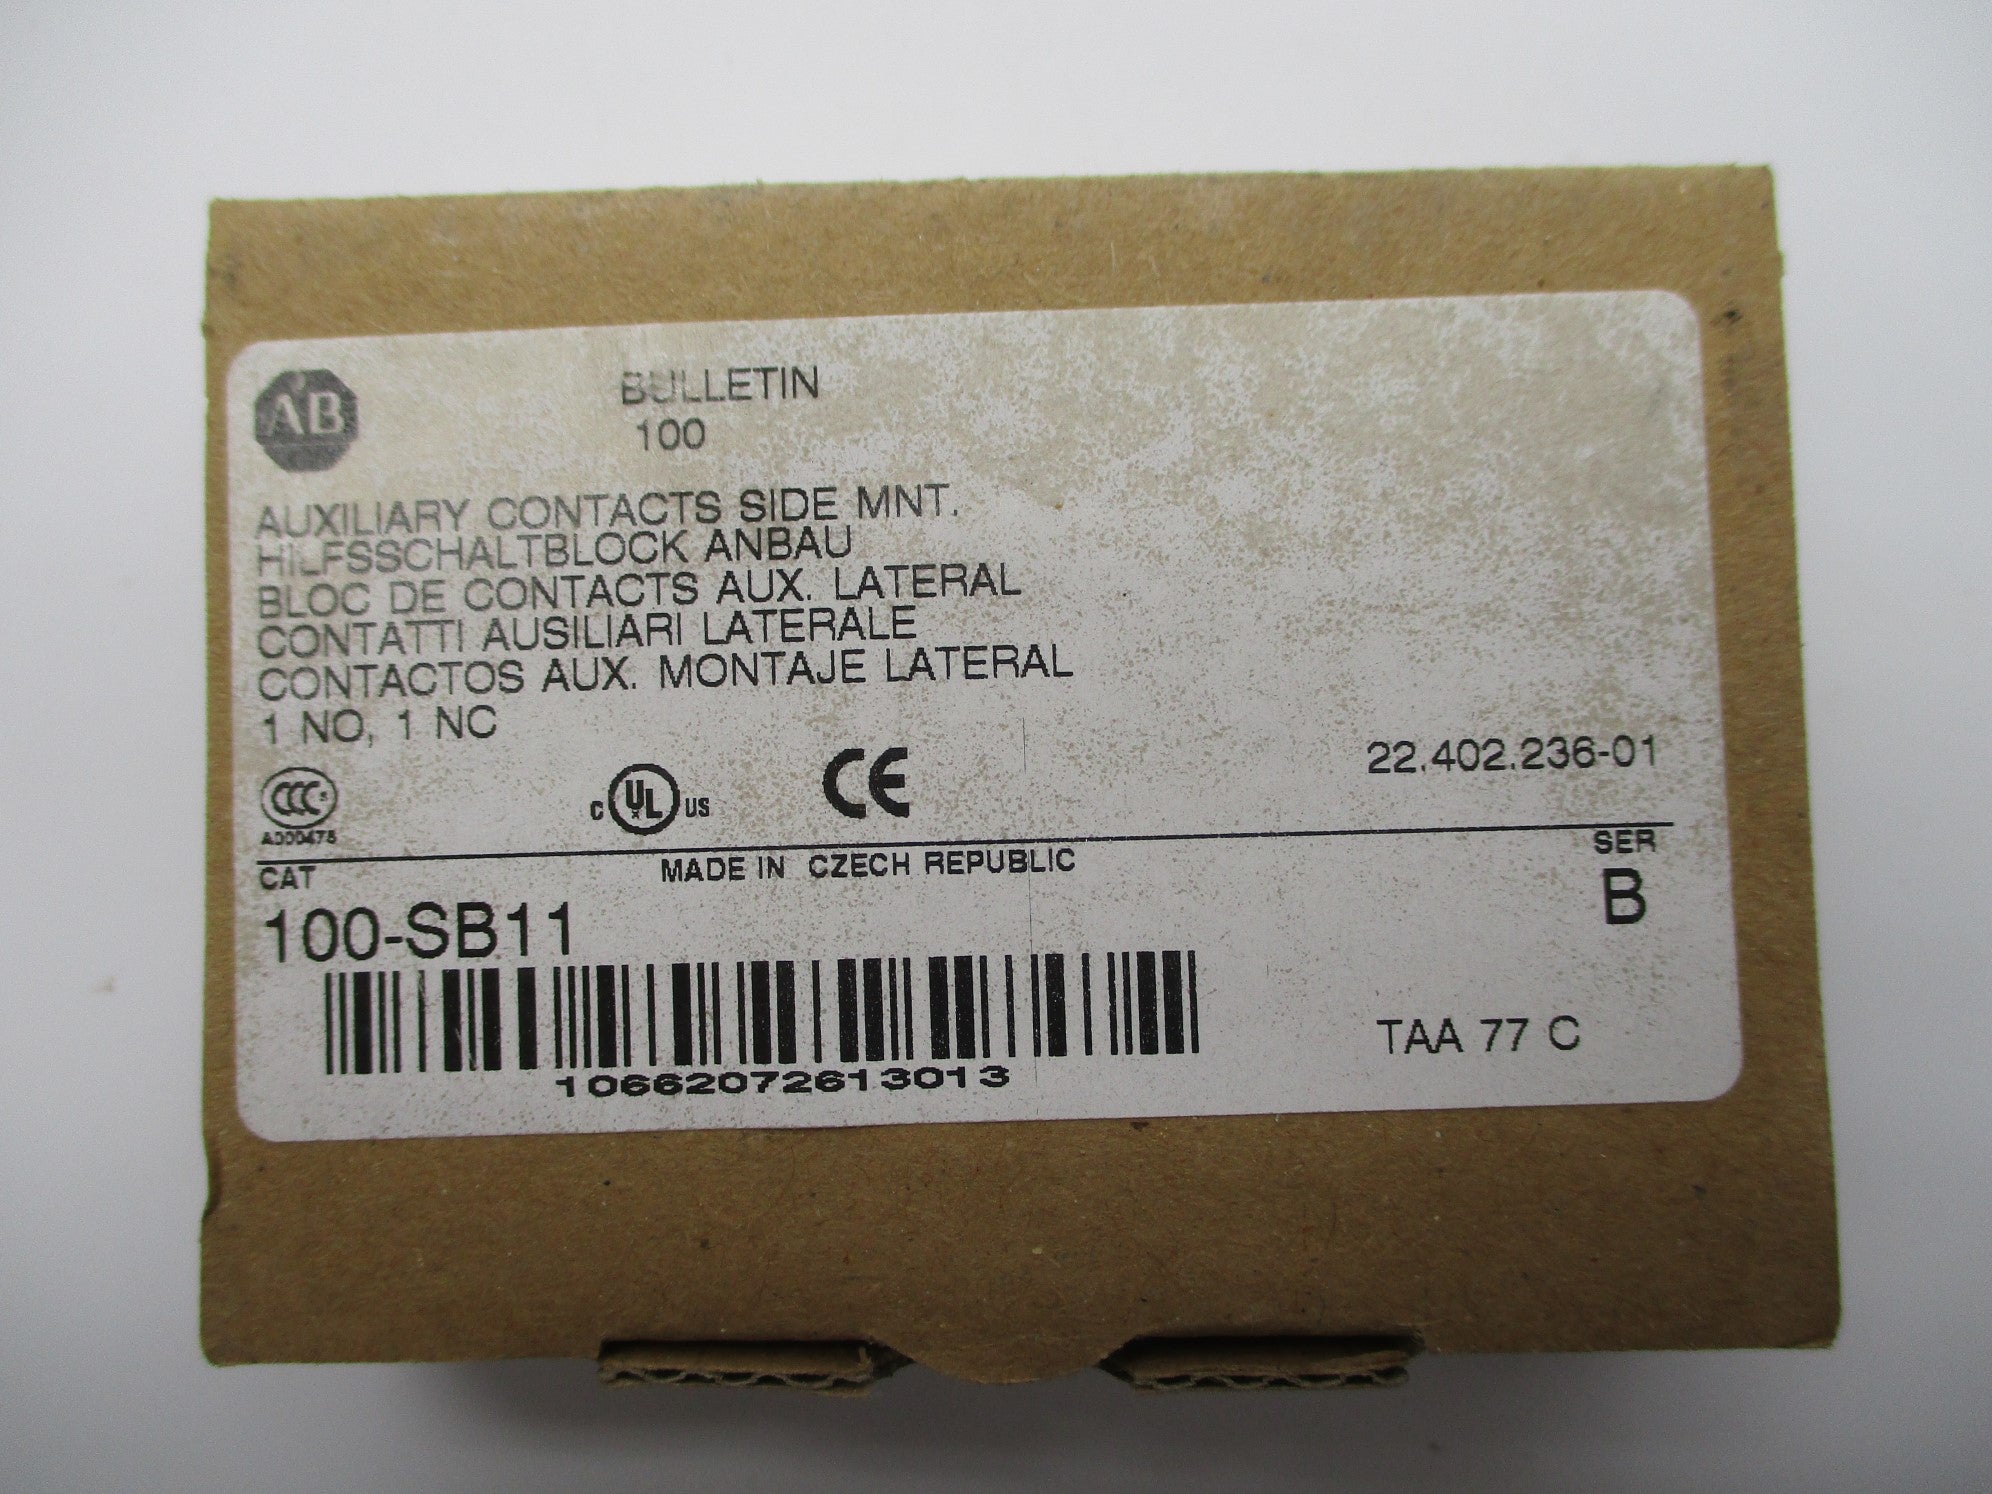 AB
BULLETIN
100
AUXILIARY CONTACTS SIDE MNT.
HILFSSCHALTBLOCK ANBAU
BLOC DE CONTACTS AUX. LATERAL
CONTATTI AUSILIARI LATERALE
CONTACTOS AUX. MONTAJE LATERAL
1 NO, 1 NC
22.402.236-01
CCC S
A000478
C UL US
CE
CAT
MADE IN CZECH REPUBLIC
SER
100-SB11
B
10662072613013
TAA 77 C